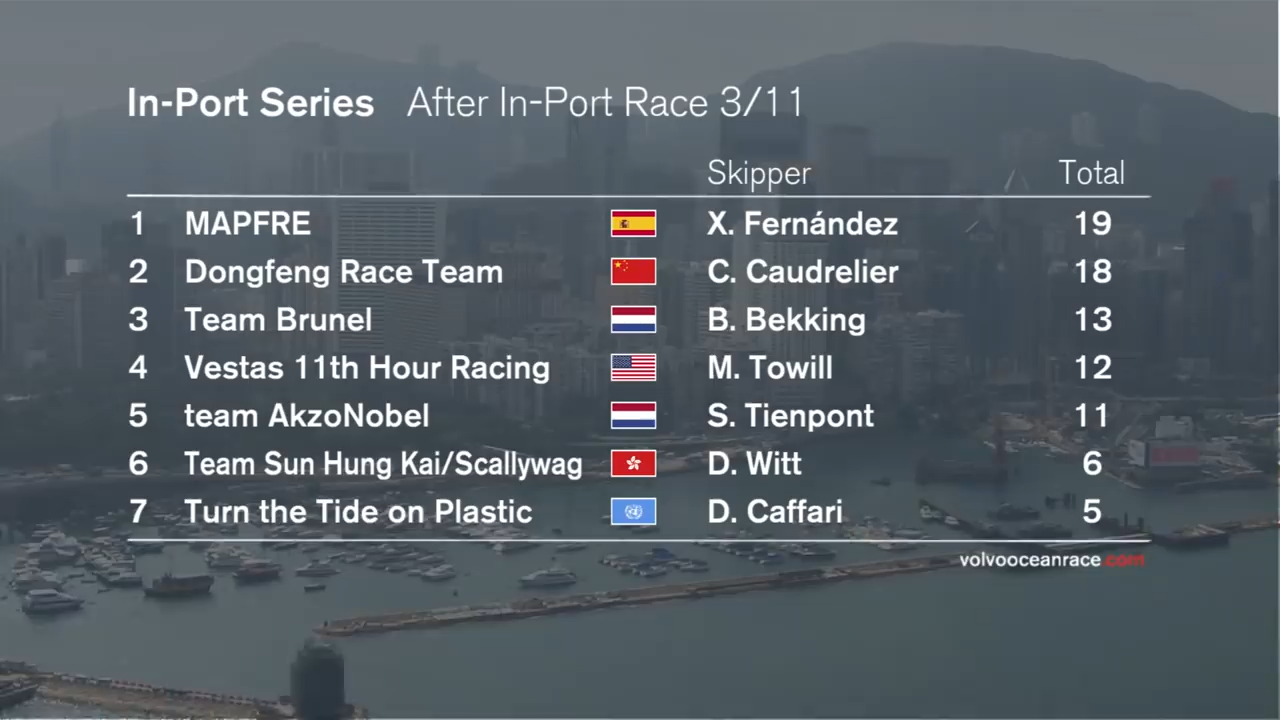 In-Port Series After In-Port Race 3/11
Skipper Total
1 MAPFRE X. Fernández 19
2 Dongfeng Race Team C. Caudrelier 18
3 Team Brunel B. Bekking 13
4 Vestas 11th Hour Racing M. Towill 12
5 team AkzoNobel S. Tienpont 11
6 Team Sun Hung Kai/Scallywag D. Witt 6
7 Turn the Tide on Plastic D. Caffari 5
volvooceanrace.com